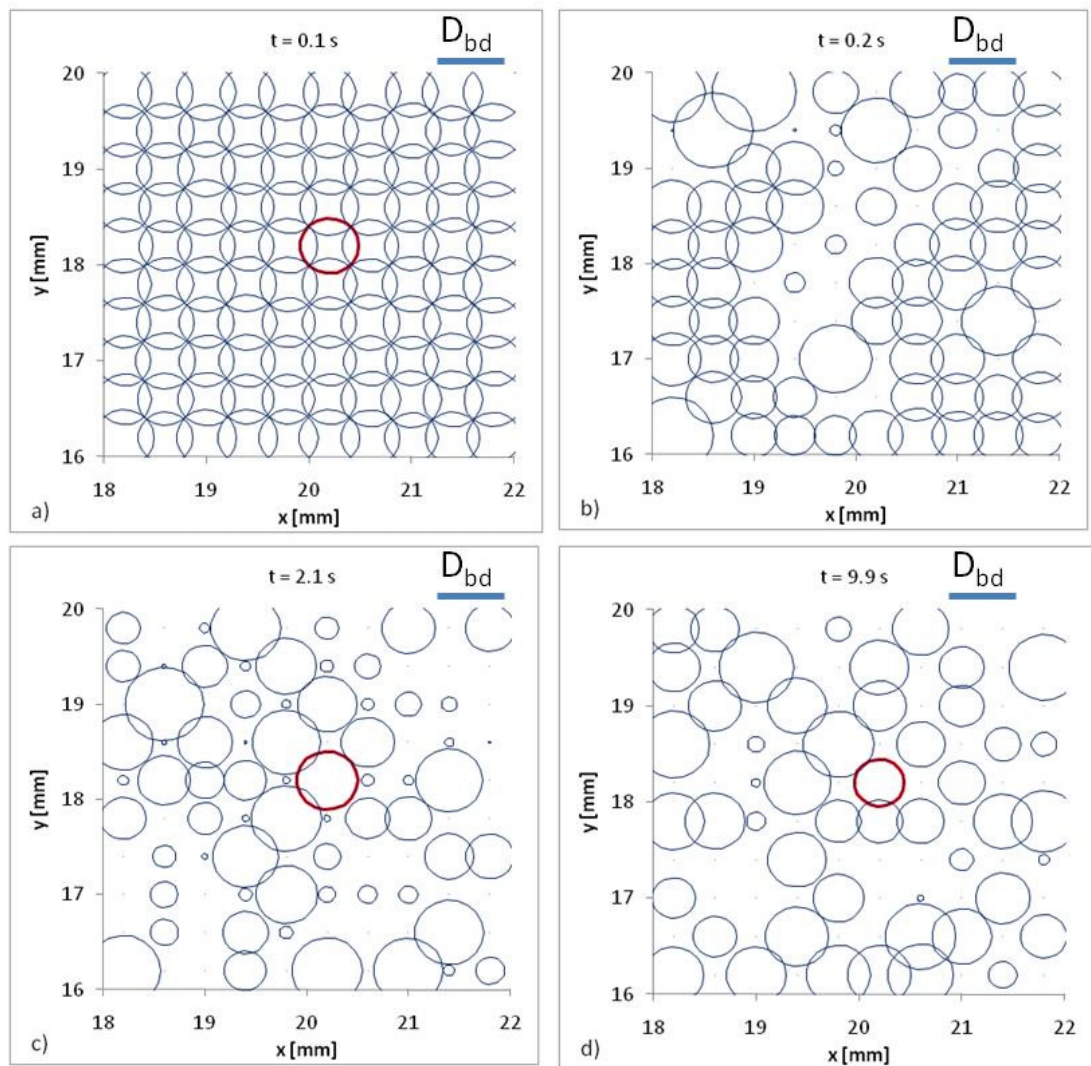 t = 0.1 s
D_bd
y [mm]
20
19
18
17
16
18 19 20 21 22
x [mm]
a)
t = 0.2 s
D_bd
y [mm]
20
19
18
17
16
18 19 20 21 22
x [mm]
b)
t = 2.1 s
D_bd
y [mm]
20
19
18
17
16
18 19 20 21 22
x [mm]
c)
t = 9.9 s
D_bd
y [mm]
20
19
18
17
16
18 19 20 21 22
x [mm]
d)